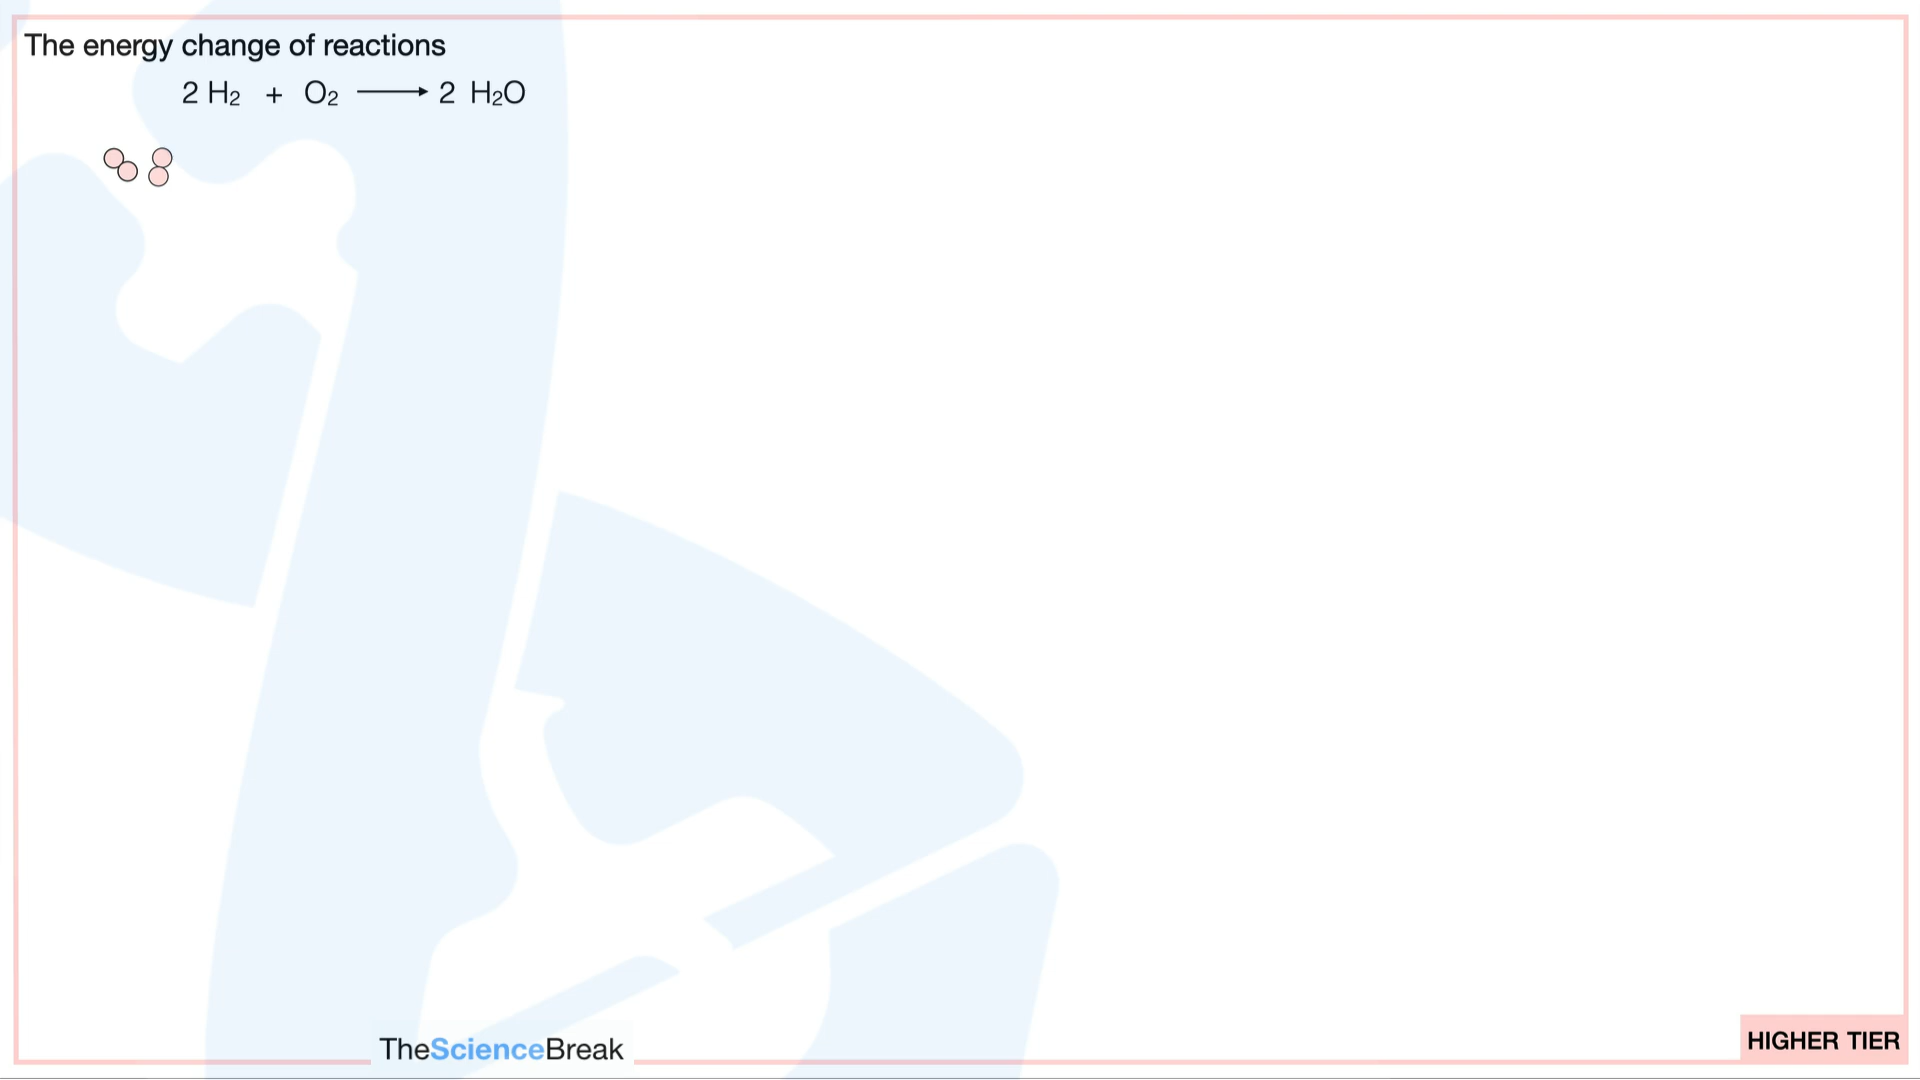 The energy change of reactions
2 H₂ + O₂ ⟶ 2 H₂O
TheScienceBreak
HIGHER TIER